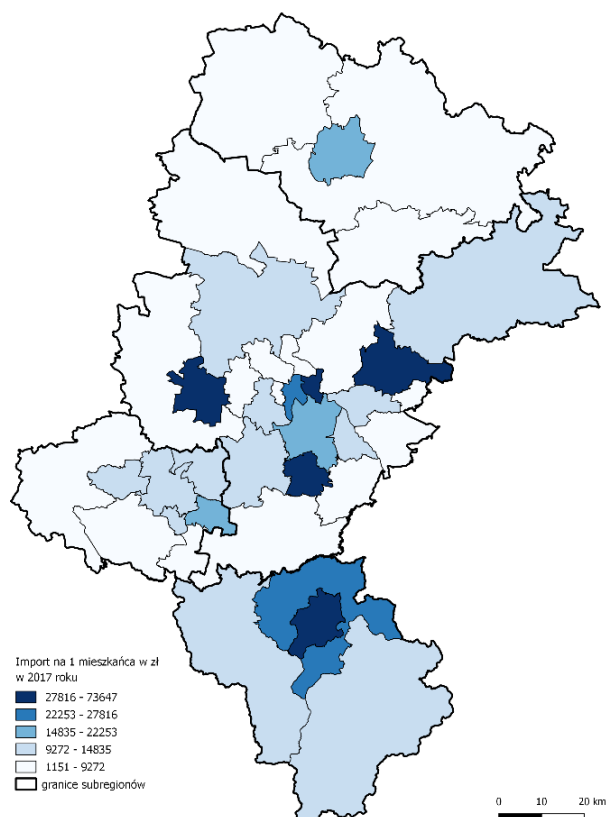 Import na 1 mieszkańca w zł
w 2017 roku
27816 - 73647
22253 - 27816
14835 - 22253
9272 - 14835
1151 - 9272
granice subregionów
0 10 20 km